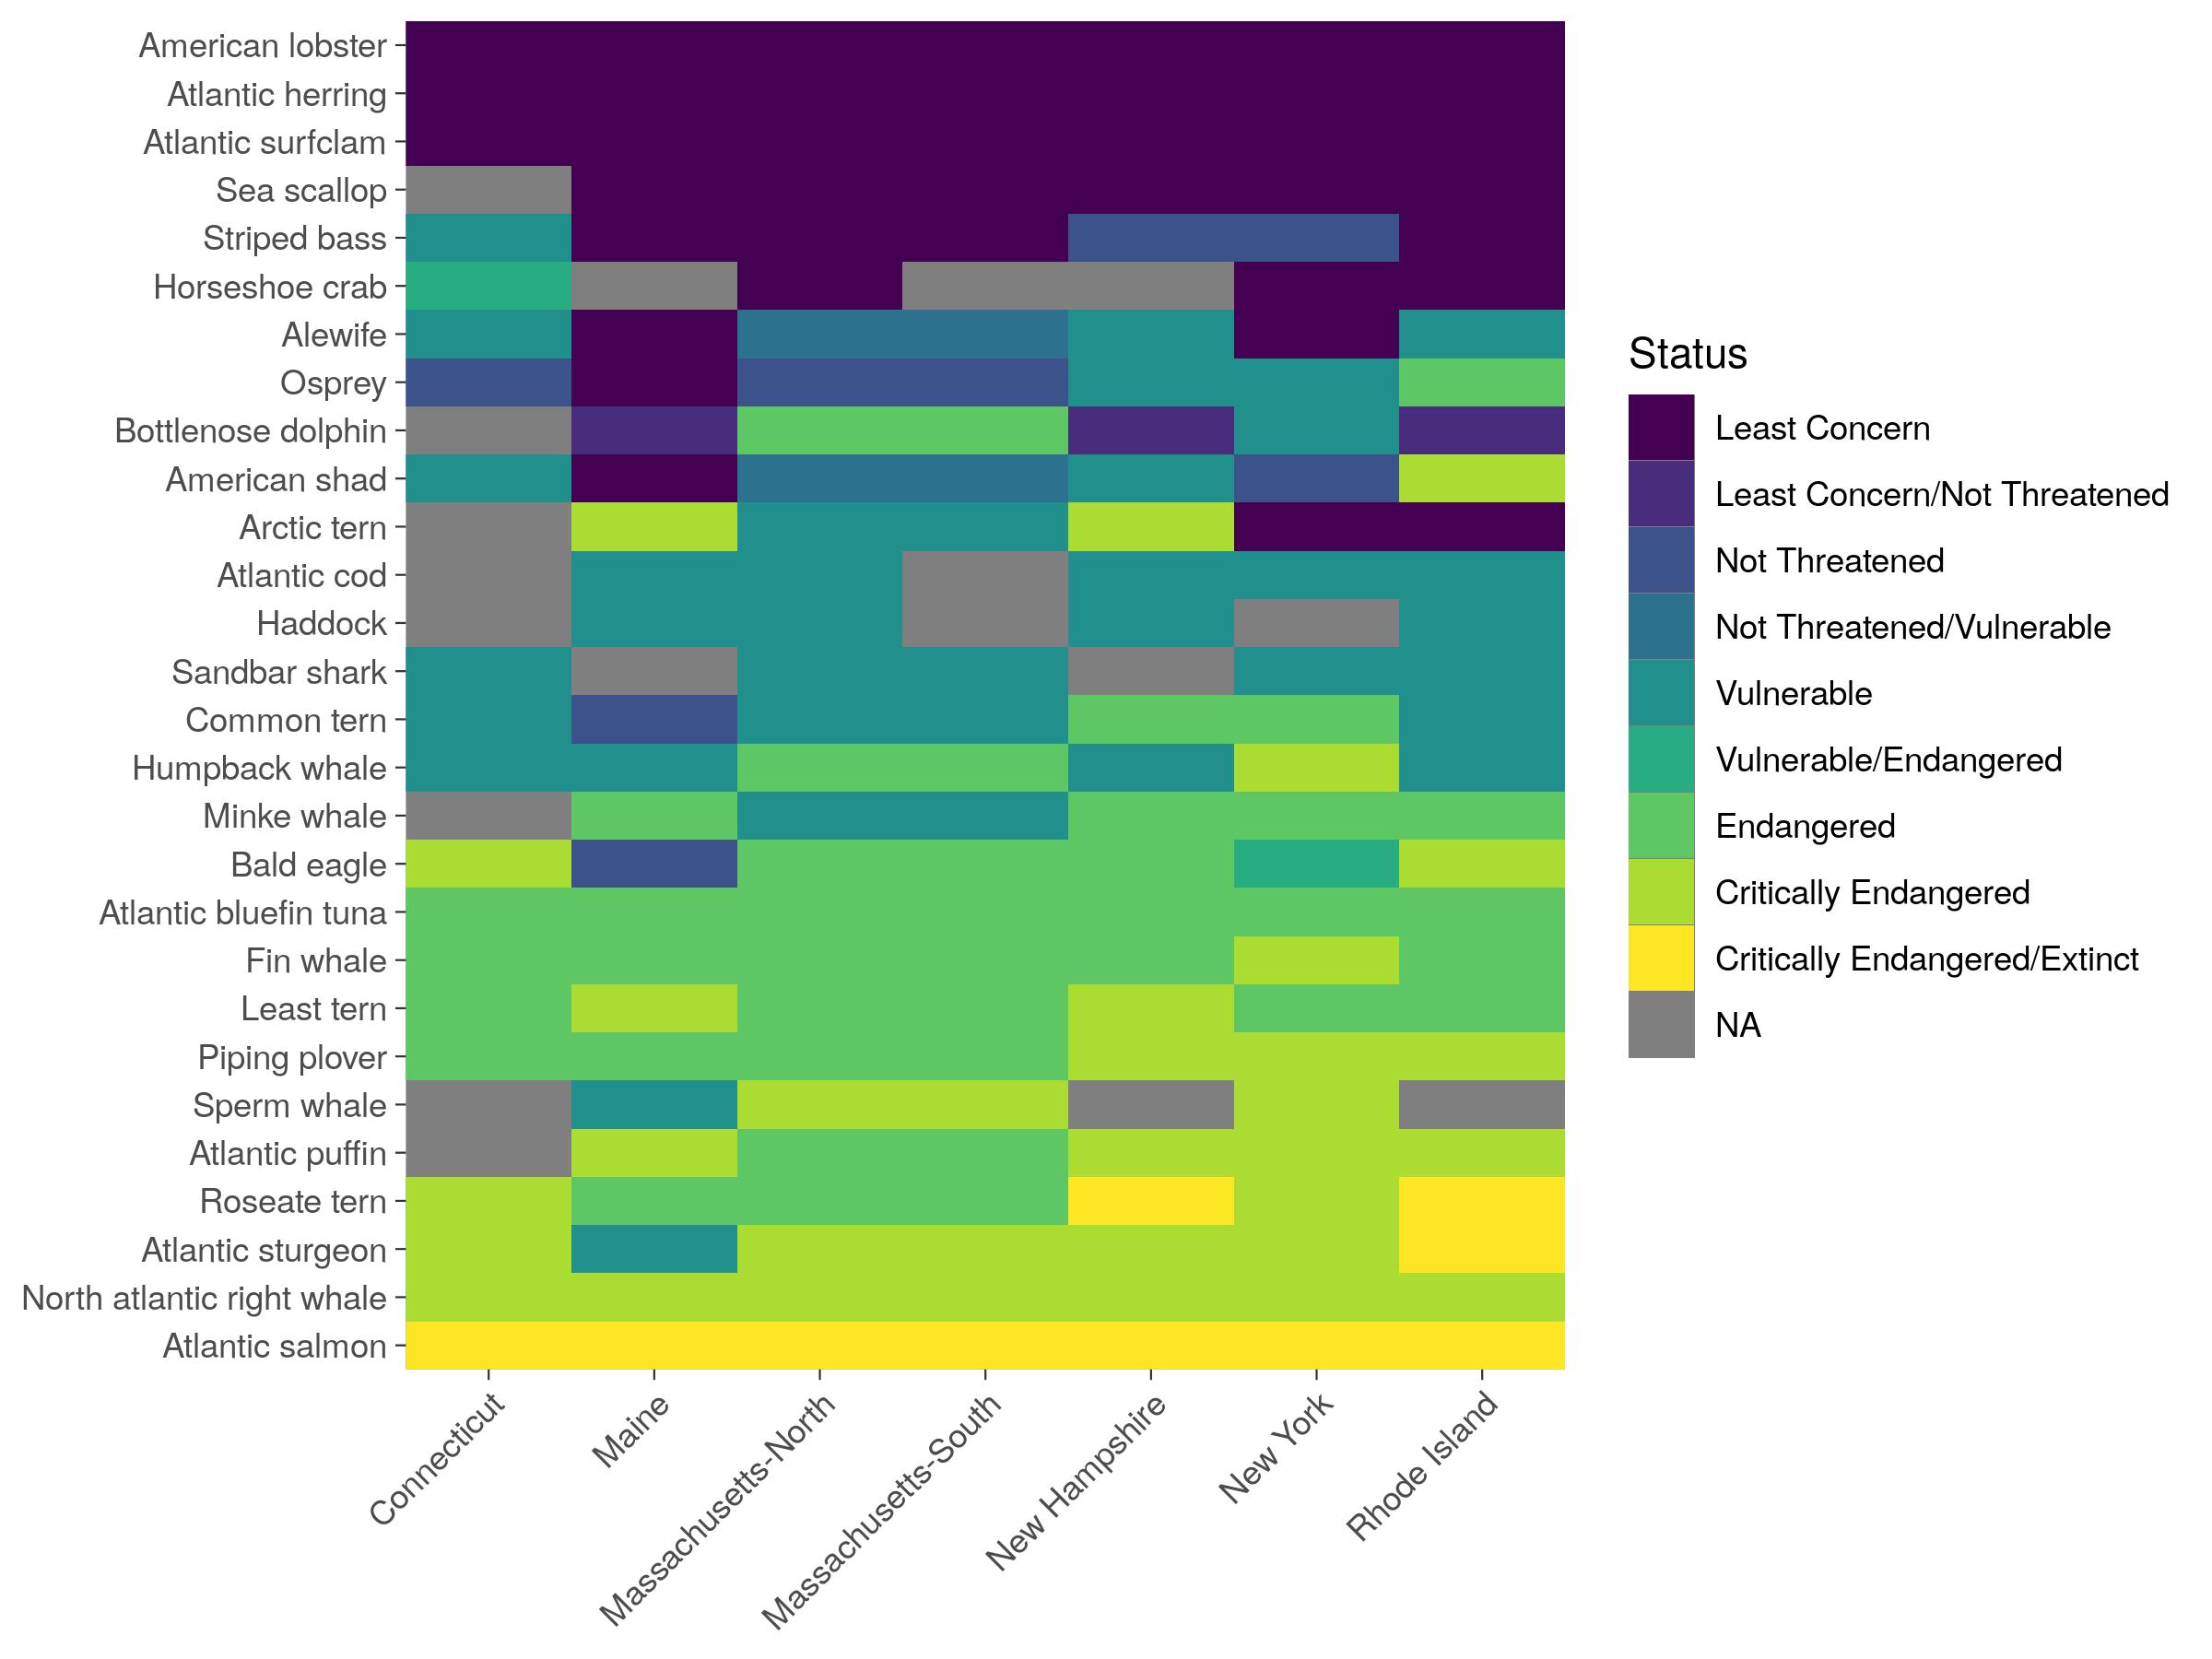 American lobster
Atlantic herring
Atlantic surfclam
Sea scallop
Striped bass
Horseshoe crab
Alewife
Osprey
Bottlenose dolphin
American shad
Arctic tern
Atlantic cod
Haddock
Sandbar shark
Common tern
Humpback whale
Minke whale
Bald eagle
Atlantic bluefin tuna
Fin whale
Least tern
Piping plover
Sperm whale
Atlantic puffin
Roseate tern
Atlantic sturgeon
North atlantic right whale
Atlantic salmon
Connecticut
Maine
Massachusetts-North
Massachusetts-South
New Hampshire
New York
Rhode Island
Status
Least Concern
Least Concern/Not Threatened
Not Threatened
Not Threatened/Vulnerable
Vulnerable
Vulnerable/Endangered
Endangered
Critically Endangered
Critically Endangered/Extinct
NA